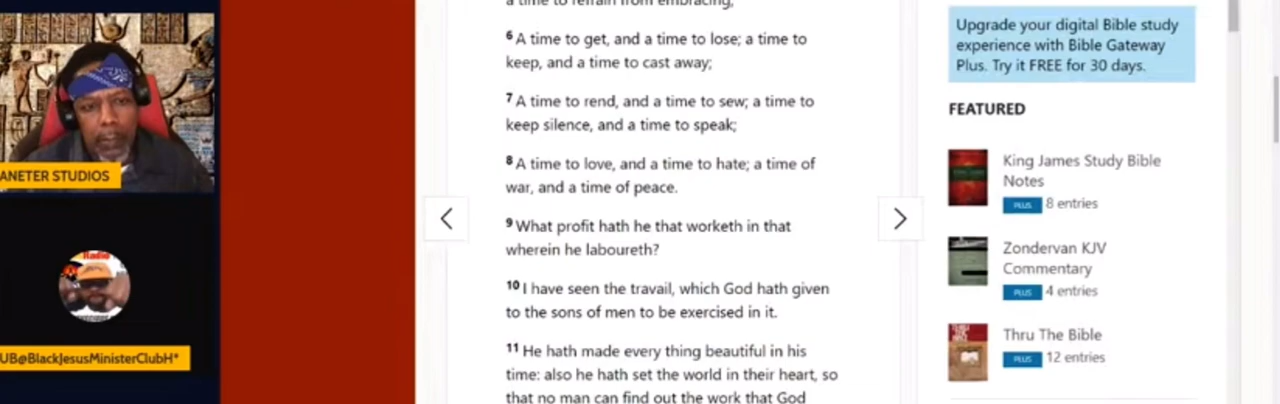 a time to refrain from embracing;
6 A time to get, and a time to lose; a time to
keep, and a time to cast away;
7 A time to rend, and a time to sew; a time to
keep silence, and a time to speak;
8 A time to love, and a time to hate; a time of
war, and a time of peace.
9 What profit hath he that worketh in that
wherein he laboureth?
10 I have seen the travail, which God hath given
to the sons of men to be exercised in it.
11 He hath made every thing beautiful in his
time: also he hath set the world in their heart, so
that no man can find out the work that God
Upgrade your digital Bible study
experience with Bible Gateway
Plus. Try it FREE for 30 days.
FEATURED
King James Study Bible
Notes
PLUS 8 entries
Zondervan KJV
Commentary
PLUS 4 entries
Thru The Bible
PLUS 12 entries
ANETER STUDIOS
Radio
UB@BlackJesusMinisterClubH*